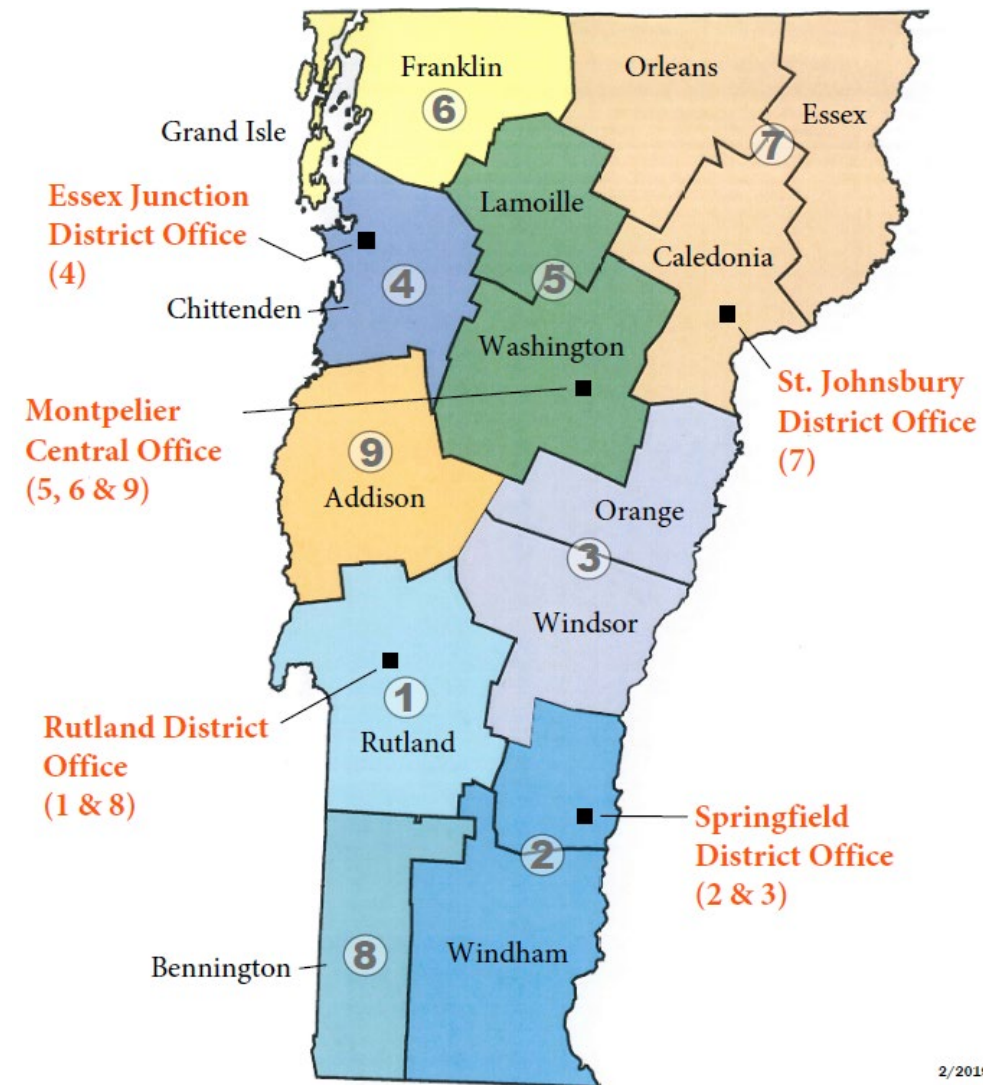 Franklin
6
Orleans
Essex
7
Grand Isle
Essex Junction
District Office
(4)
Lamoille
Caledonia
5
4
Chittenden
Washington
St. Johnsbury
District Office
(7)
Montpelier
Central Office
(5, 6 & 9)
9
Addison
Orange
3
Windsor
Rutland District
Office
(1 & 8)
1
Rutland
Springfield
District Office
(2 & 3)
2
Windham
Bennington
8
2/2019